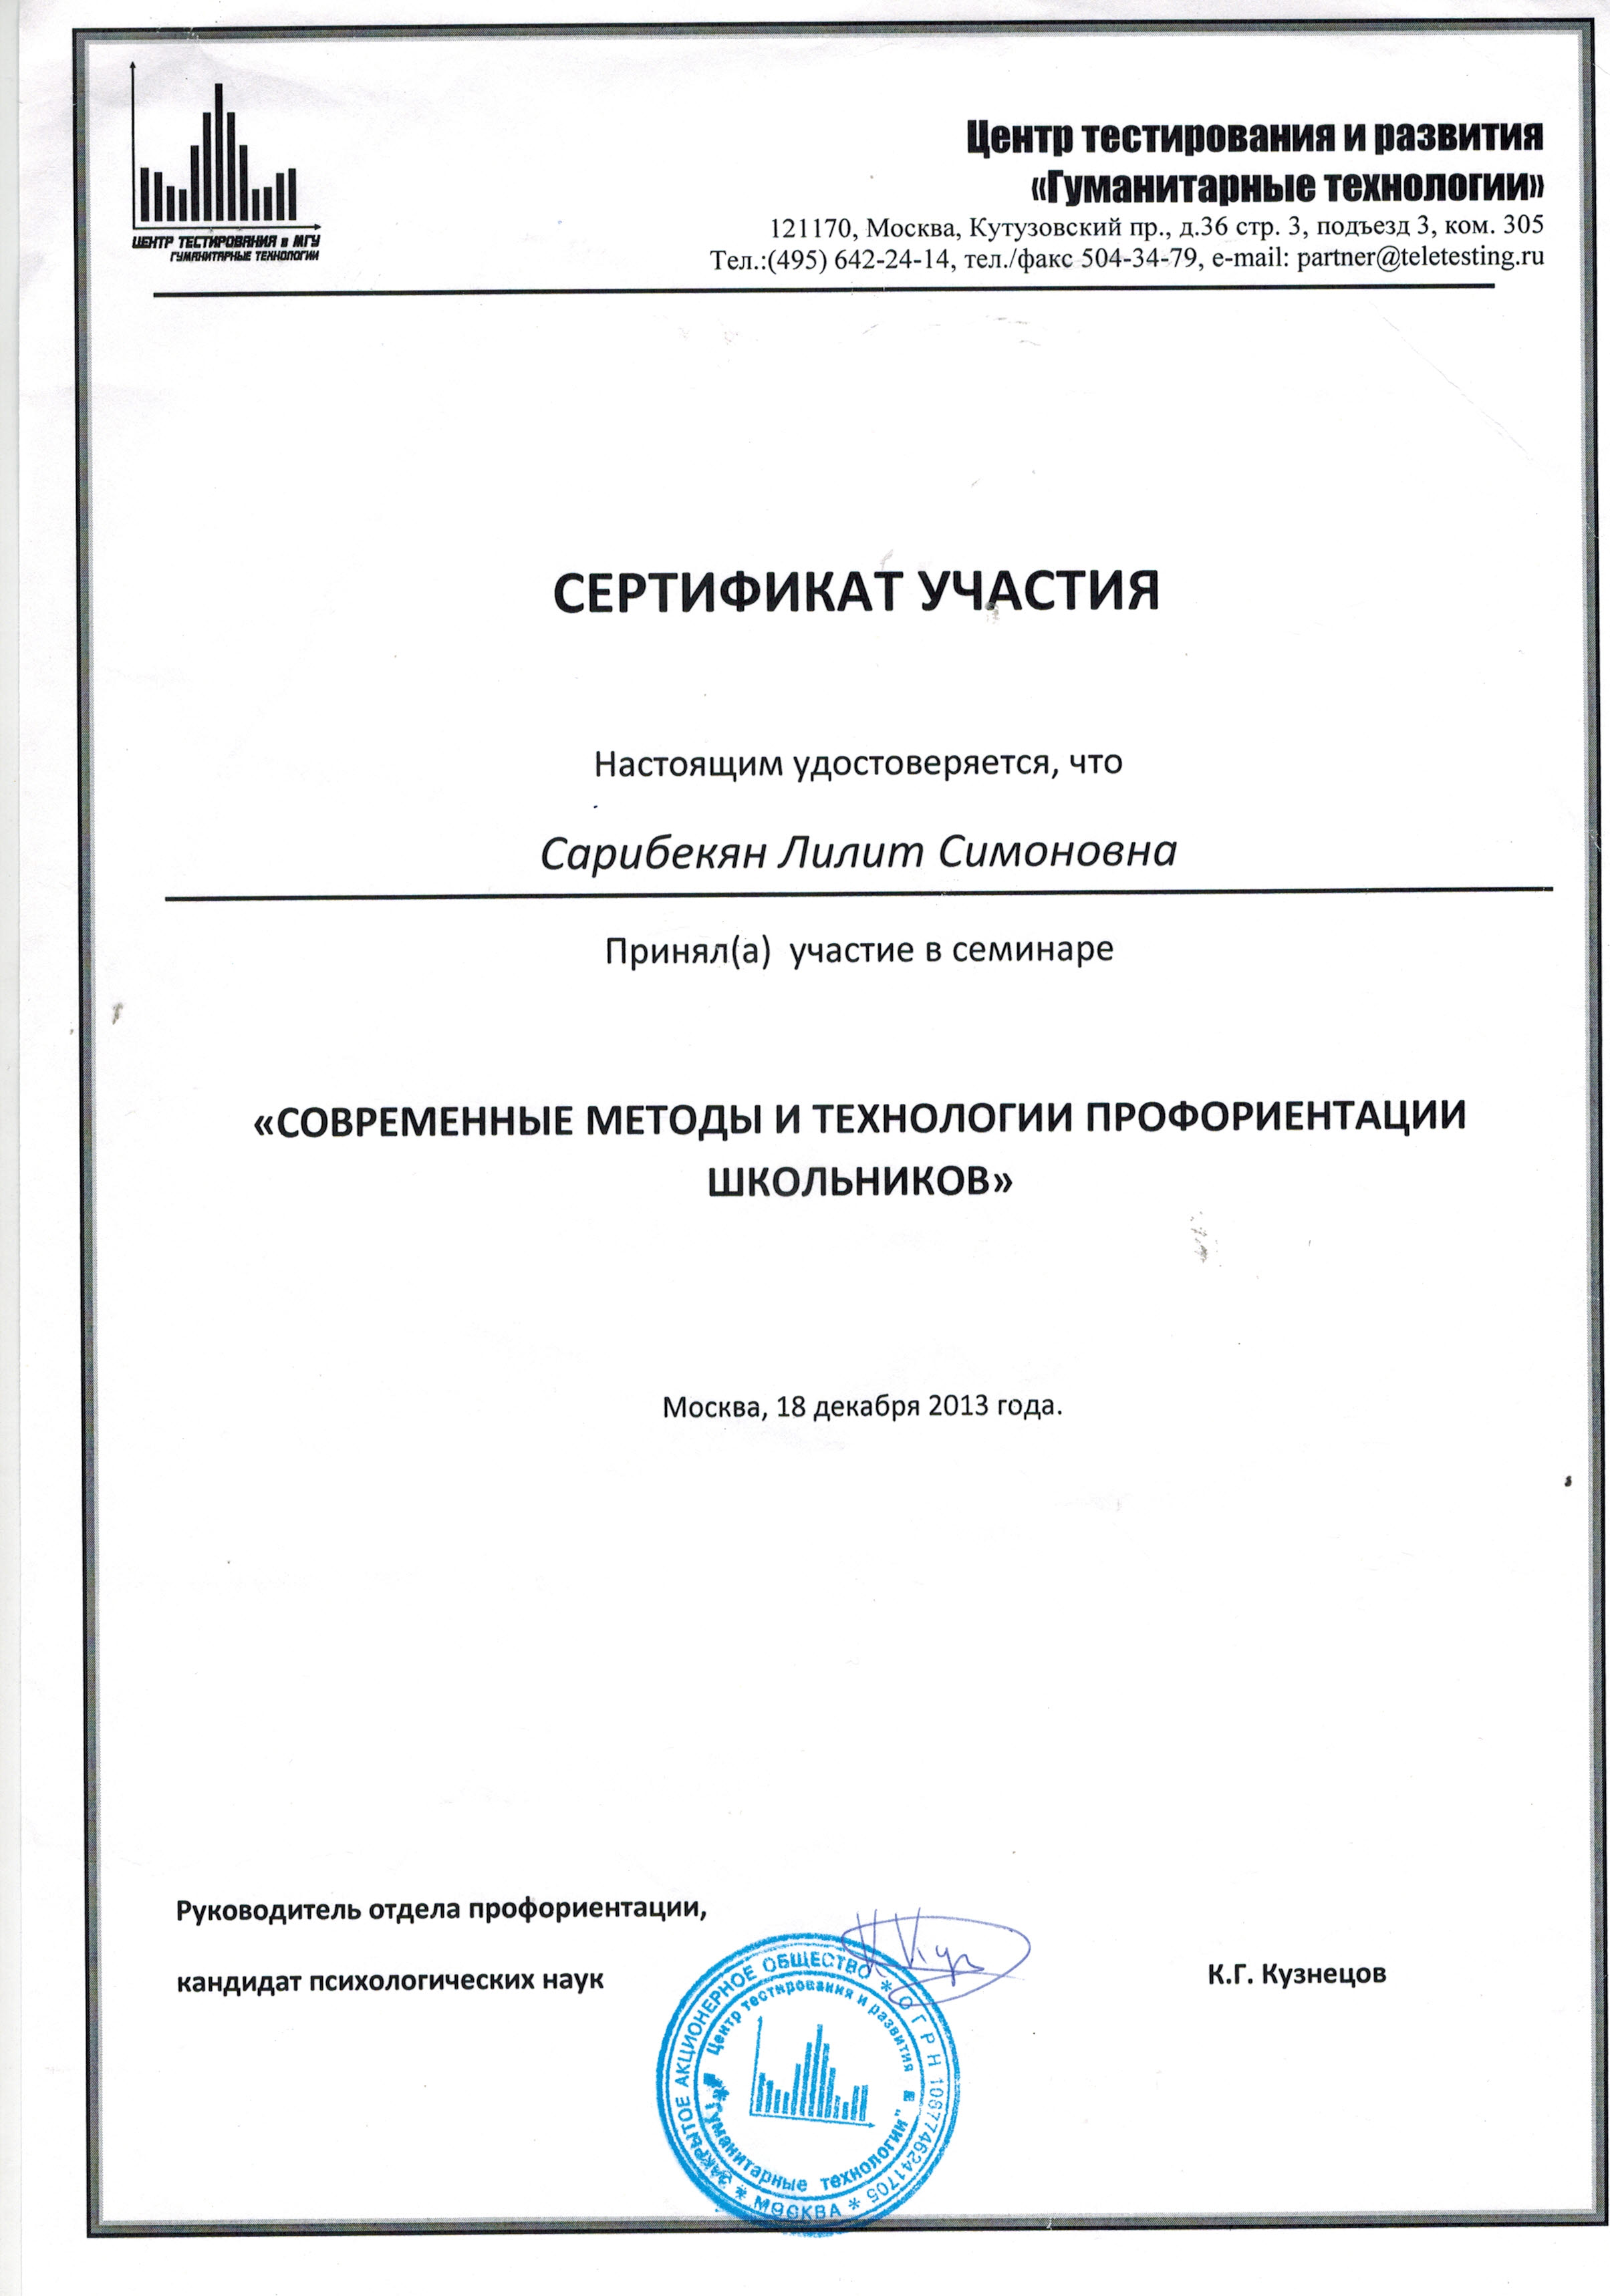 ЦЕНТР ТЕСТИРОВАНИЯ в МГУ
ГУМАНИТАРНЫЕ ТЕХНОЛОГИИ
Центр тестирования и развития
«Гуманитарные технологии»
121170, Москва, Кутузовский пр., д.36 стр. 3, подъезд 3, ком. 305
Тел.:(495) 642-24-14, тел./факс 504-34-79, e-mail: partner@teletesting.ru
СЕРТИФИКАТ УЧАСТИЯ
Настоящим удостоверяется, что
Сарибекян Лилит Симоновна
Принял(а) участие в семинаре
«СОВРЕМЕННЫЕ МЕТОДЫ И ТЕХНОЛОГИИ ПРОФОРИЕНТАЦИИ
ШКОЛЬНИКОВ»
Москва, 18 декабря 2013 года.
Руководитель отдела профориентации,
кандидат психологических наук
К.Г. Кузнецов
ЗАКРЫТОЕ АКЦИОНЕРНОЕ ОБЩЕСТВО * ОГРН 1087746241705 * МОСКВА *
Центр тестирования и развития
"Гуманитарные технологии"